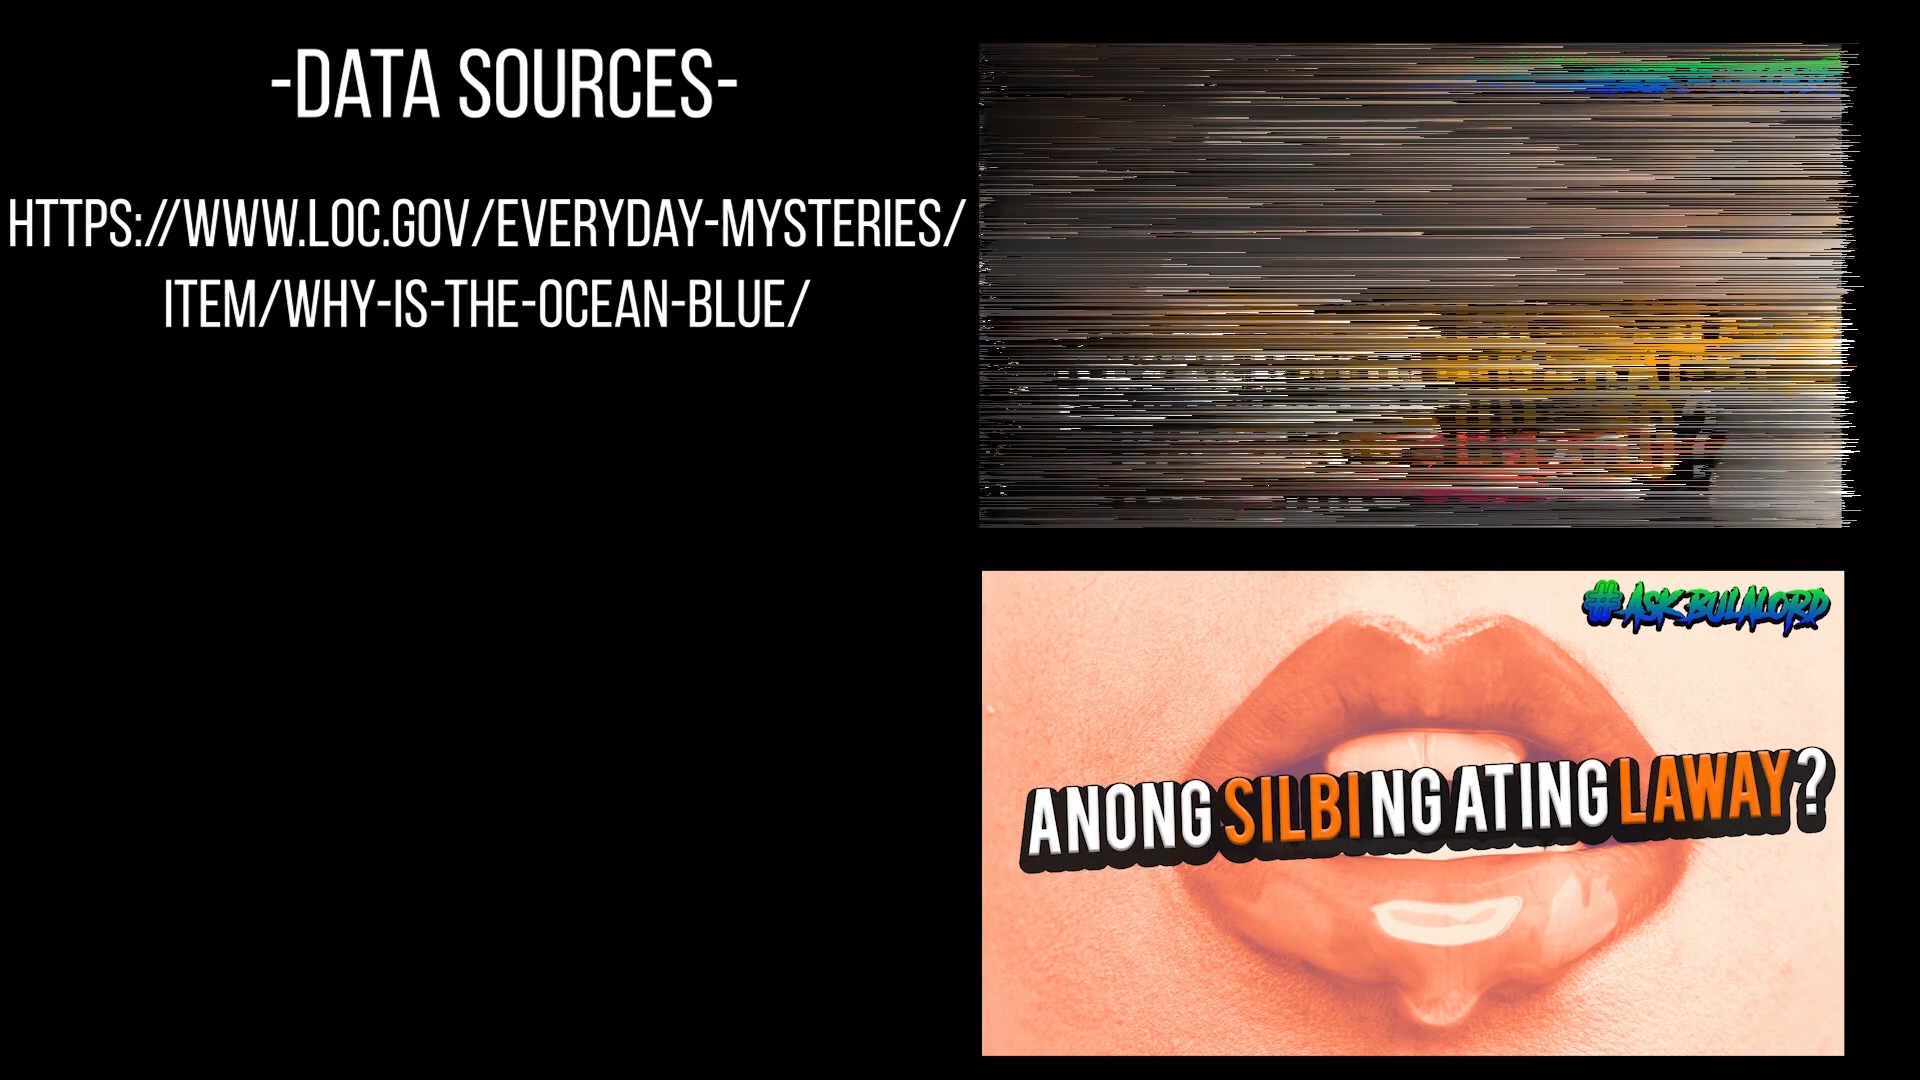 -DATA SOURCES-
HTTPS://WWW.LOC.GOV/EVERYDAY-MYSTERIES/
ITEM/WHY-IS-THE-OCEAN-BLUE/
#ASKBULALORD
ANONG SILBI NG ATING LAWAY?